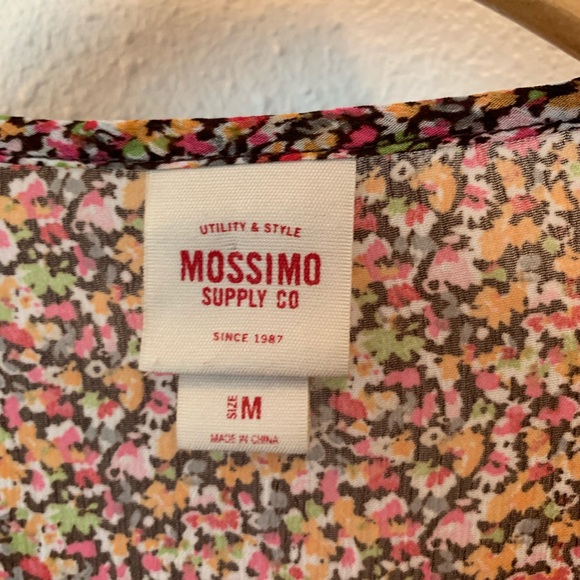 UTILITY & STYLE
MOSSIMO
SUPPLY CO
SINCE 1987
SIZE M
MADE IN CHINA